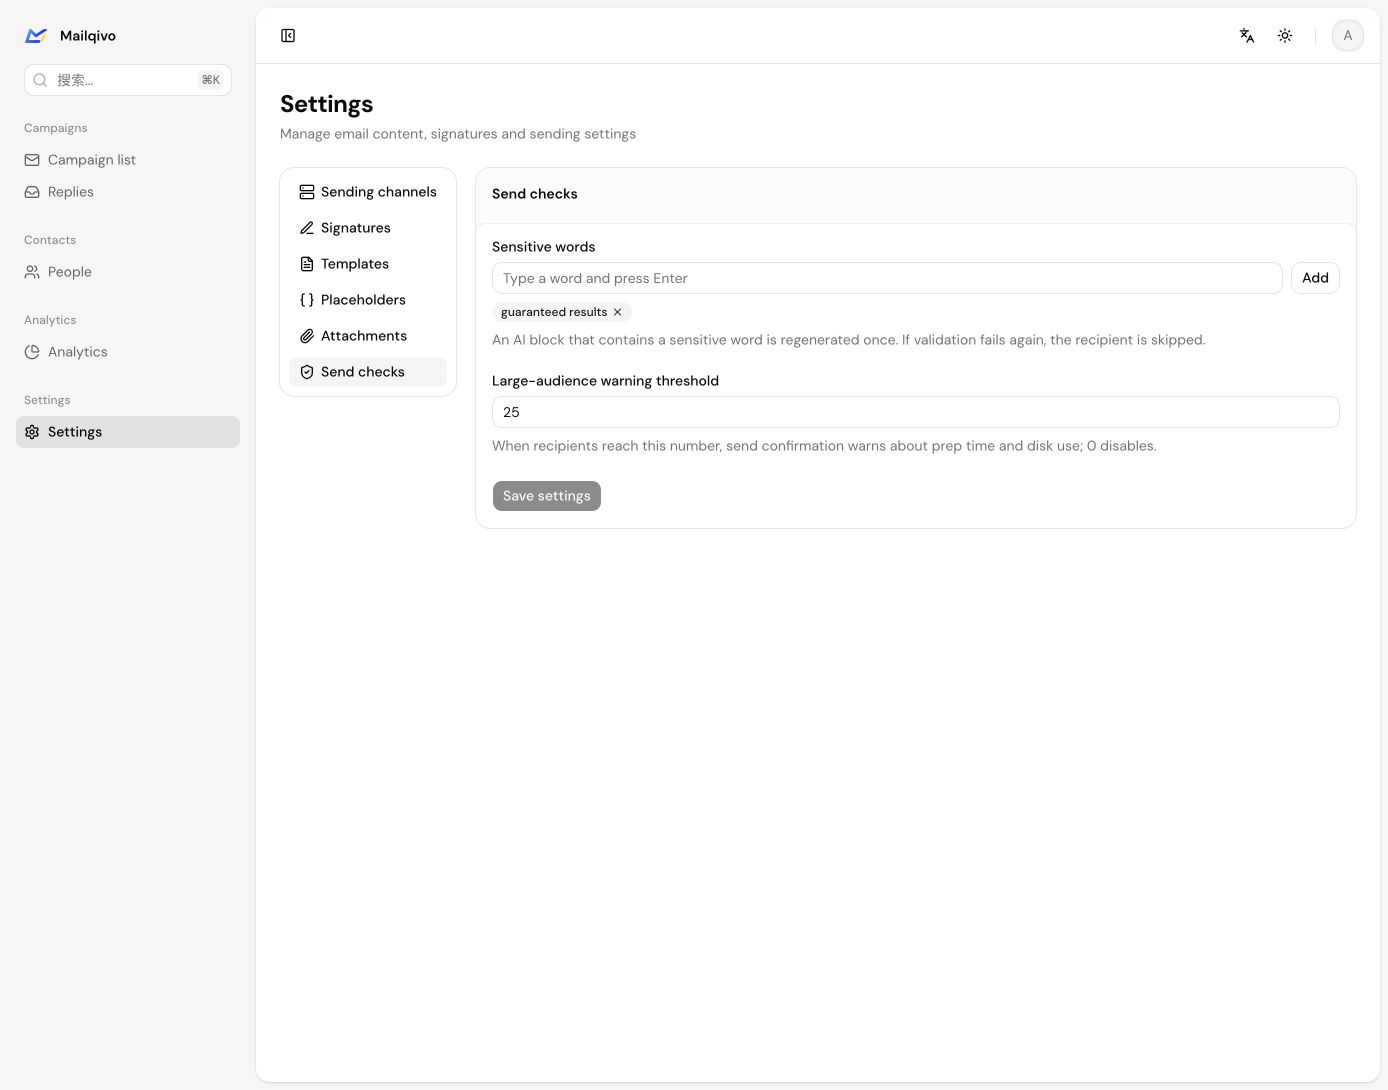 Mailqivo
搜索...
⌘K
Campaigns
Campaign list
Replies
Contacts
People
Analytics
Analytics
Settings
Settings
A
Settings
Manage email content, signatures and sending settings
Sending channels
Signatures
Templates
Placeholders
Attachments
Send checks
Send checks
Sensitive words
Type a word and press Enter
Add
guaranteed results
An AI block that contains a sensitive word is regenerated once. If validation fails again, the recipient is skipped.
Large-audience warning threshold
25
When recipients reach this number, send confirmation warns about prep time and disk use; 0 disables.
Save settings